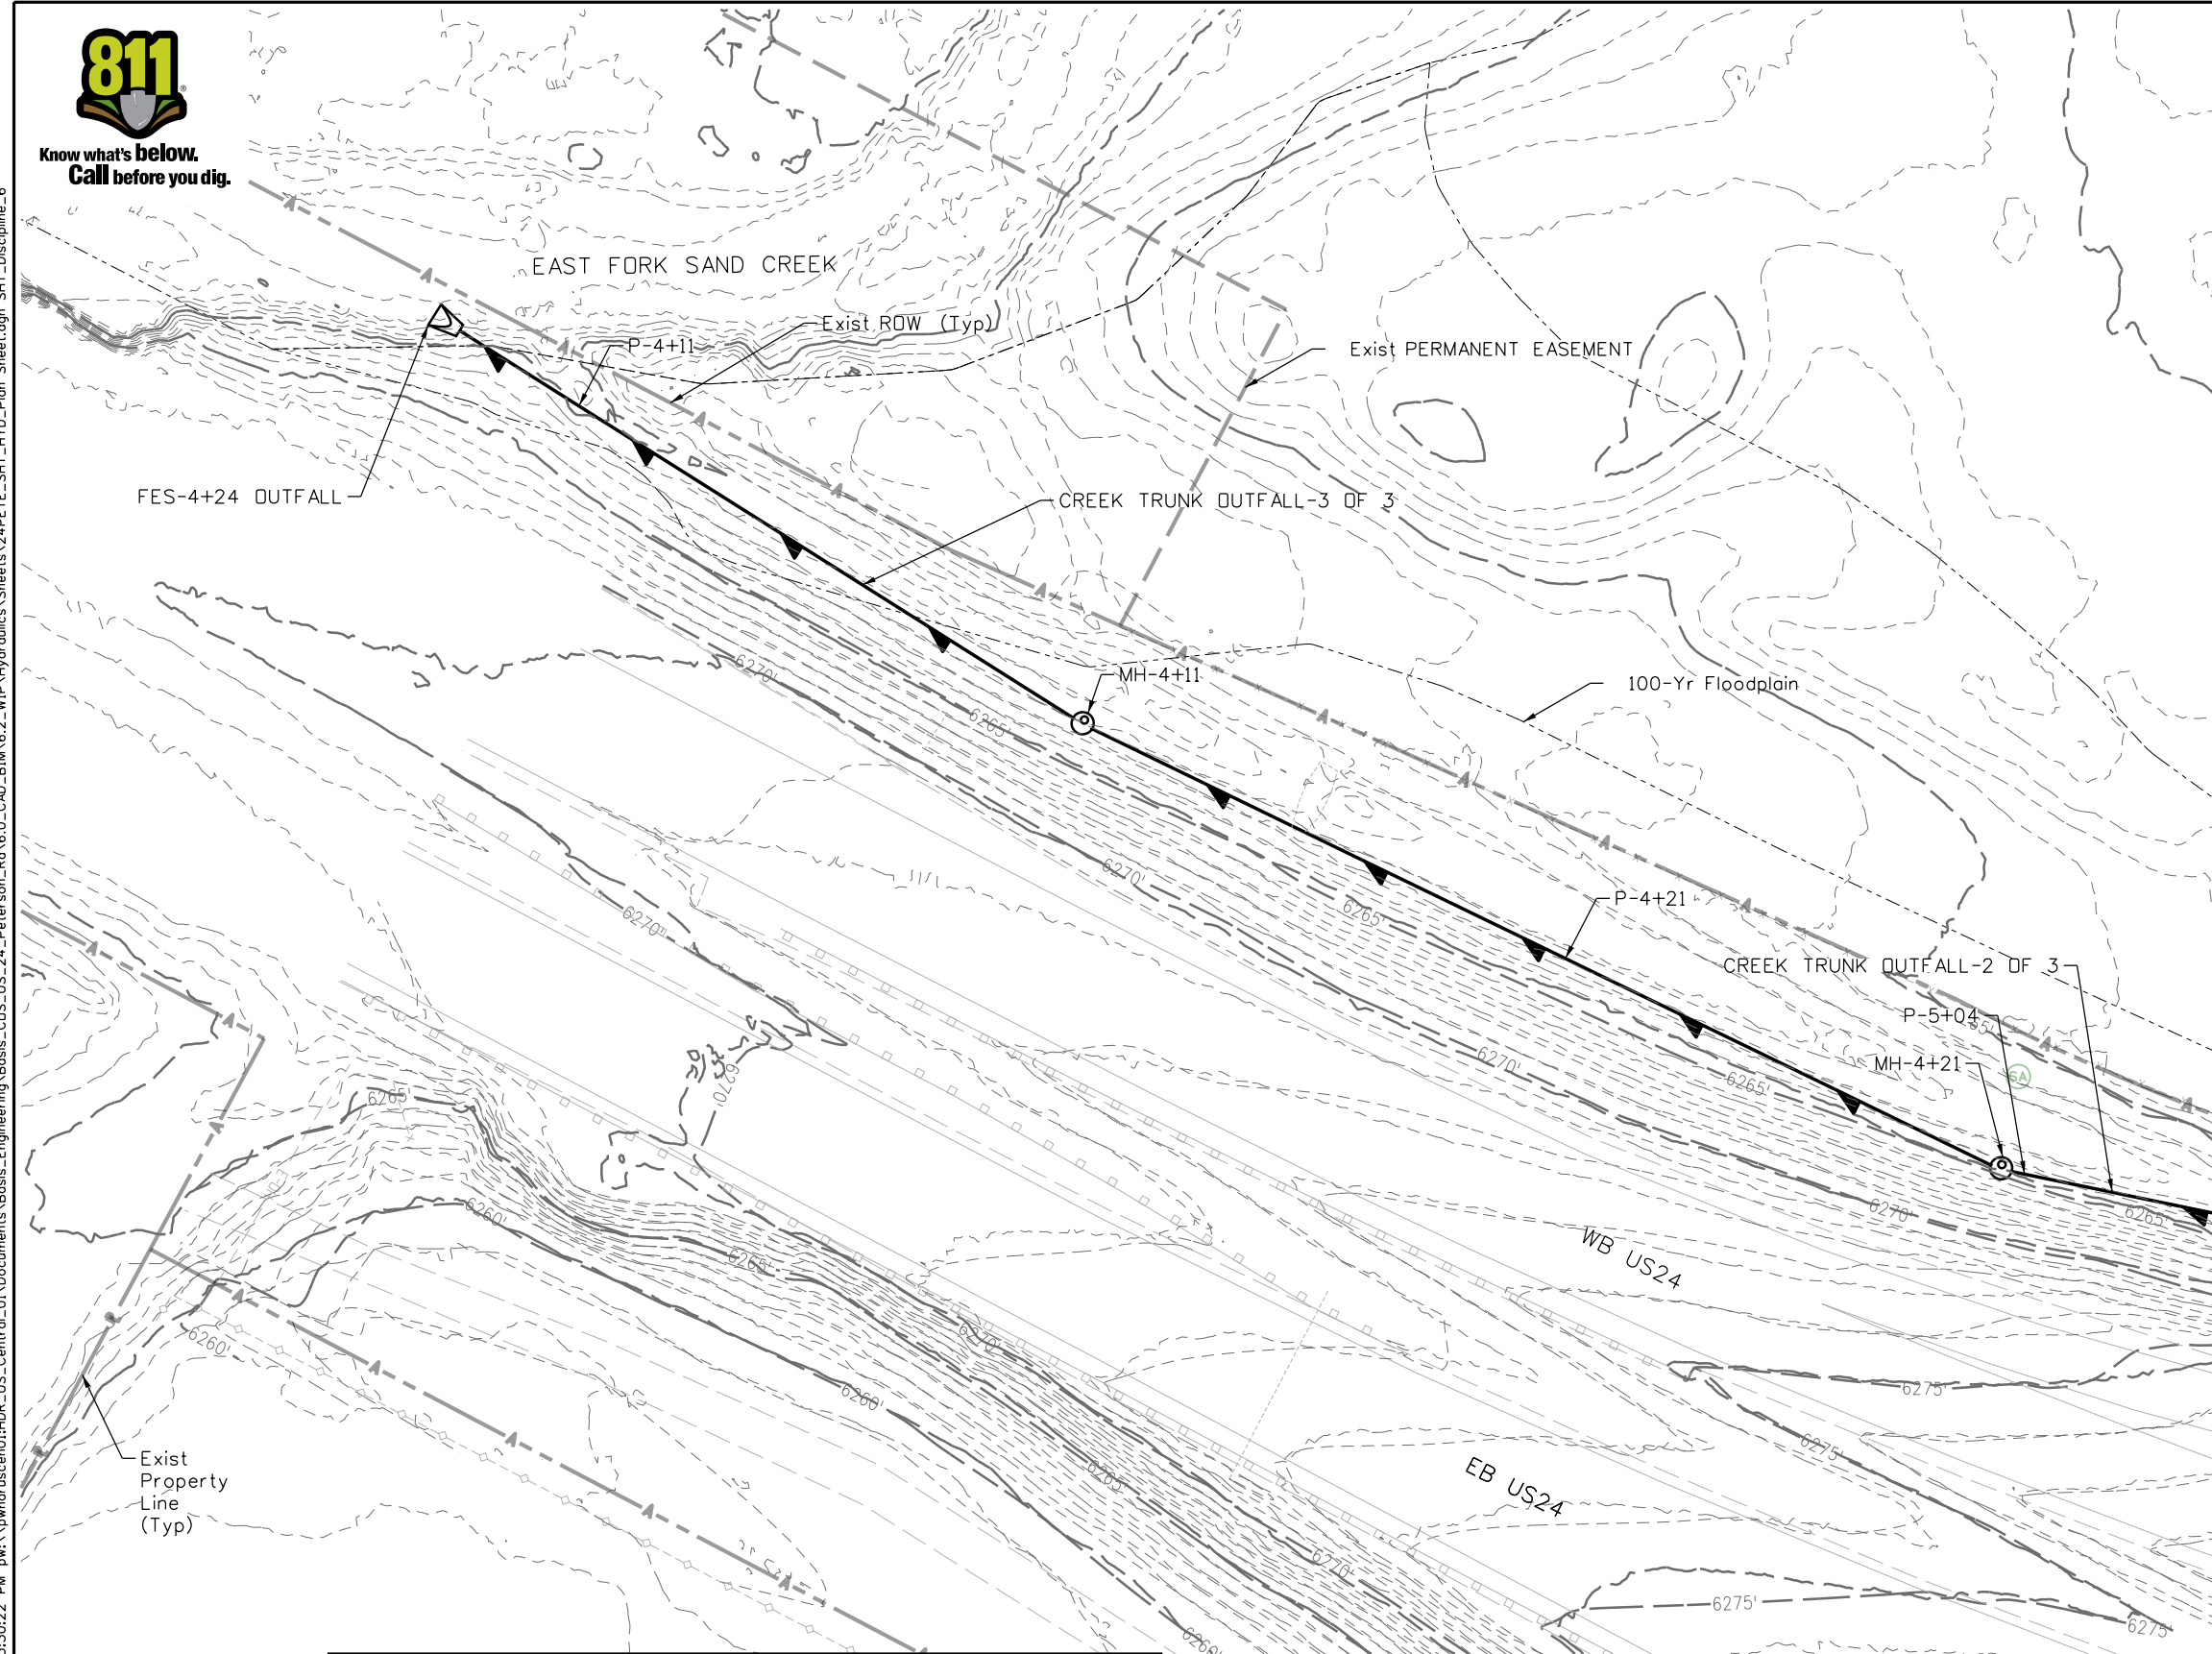 811
Know what's below.
Call before you dig.
EAST FORK SAND CREEK
Exist ROW (Typ)
P-4+11
Exist PERMANENT EASEMENT
FES-4+24 OUTFALL
CREEK TRUNK OUTFALL-3 OF 3
MH-4+11
100-Yr Floodplain
6270'
6265'
6270'
6265'
P-4+21
6270'
CREEK TRUNK OUTFALL-2 OF 3
P-5+04
MH-4+21
SA
6270'
6265'
6270'
6265'
6260'
6270'
6265'
6265'
WB US24
6260'
6270'
6275'
6260'
6275'
6265'
EB US24
Exist
Property
Line
(Typ)
6270'
6275'
6275'
6260'